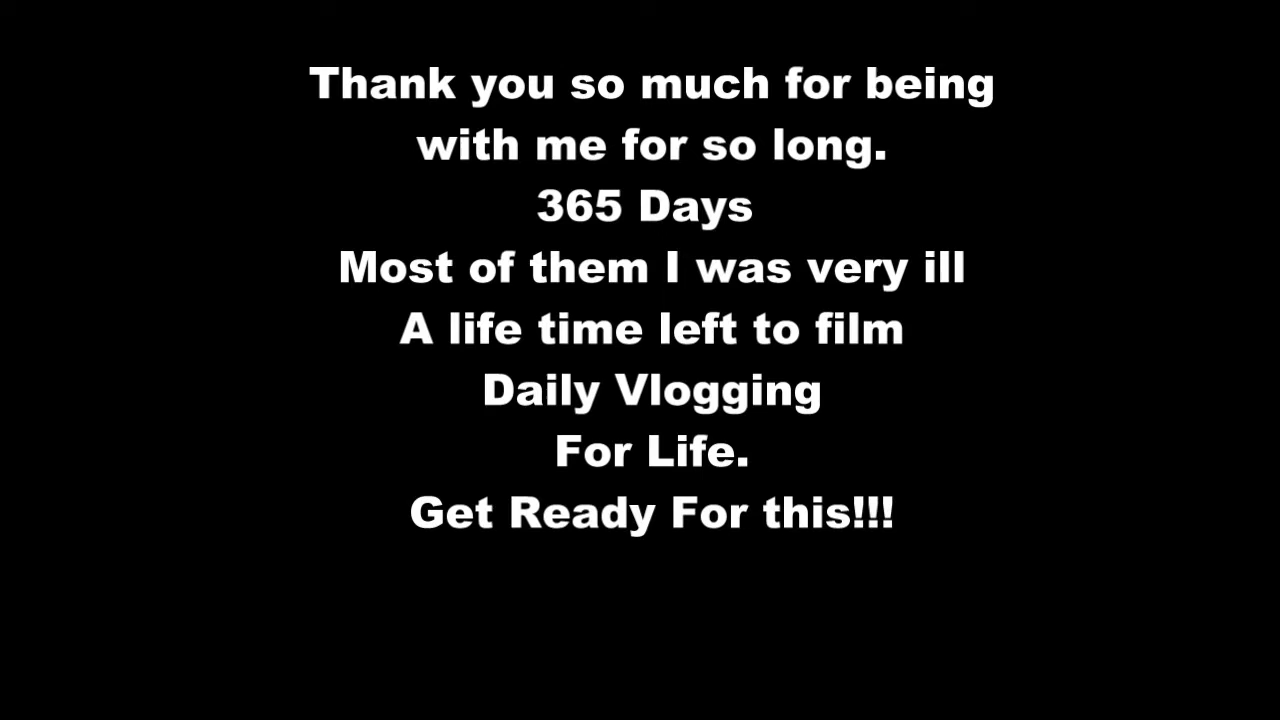 Thank you so much for being
with me for so long.
365 Days
Most of them I was very ill
A life time left to film
Daily Vlogging
For Life.
Get Ready For this!!!